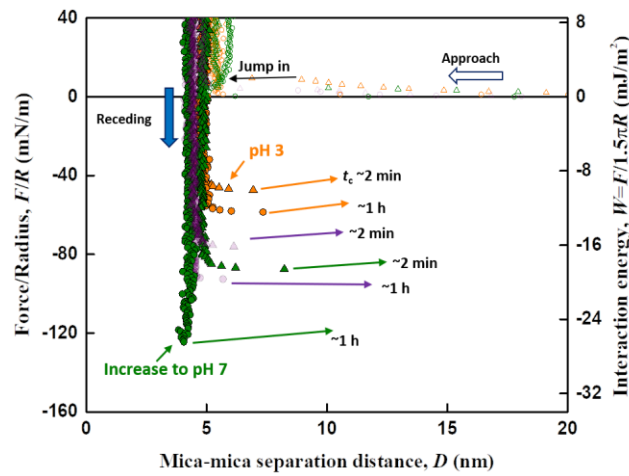 40
8
Jump in
Approach
0
0
Receding
pH 3
-40
t_c ~2 min
-8
~1 h
~2 min
-80
-16
~2 min
~1 h
-120
-24
~1 h
Increase to pH 7
-160
-32
0
5
10
15
20
Mica-mica separation distance, D (nm)
Force/Radius, F/R (mN/m)
Interaction energy, W=F/1.5πR (mJ/m²)